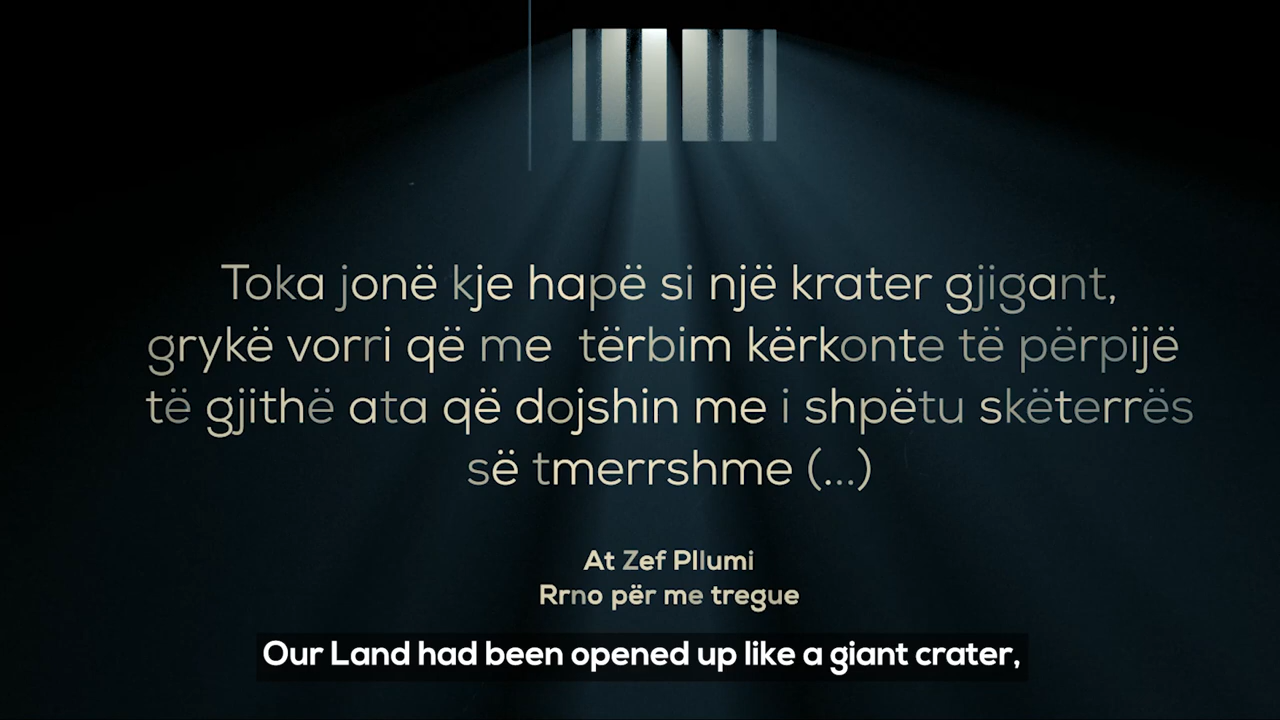 Toka jonë kje hapë si një krater gjigant,
grykë vorri që me tërbim kërkonte të përpijë
të gjithë ata që dojshin me i shpëtu skëterrës
së tmerrshme (...)
At Zef Pllumi
Rrno për me tregue
Our Land had been opened up like a giant crater,